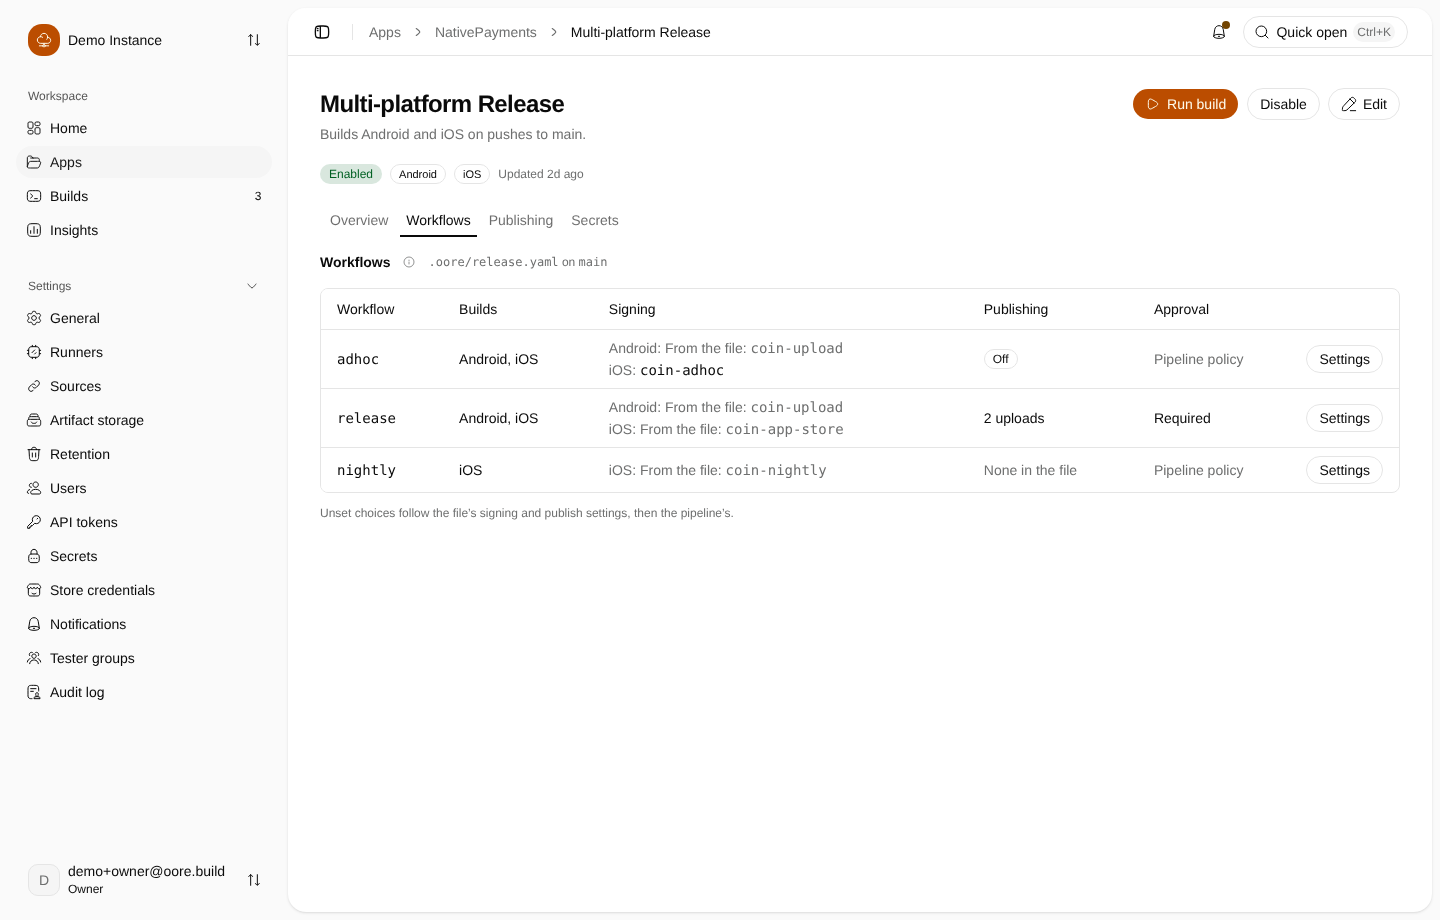 Demo Instance
Workspace
Home
Apps
Builds 3
Insights
Settings
General
Runners
Sources
Artifact storage
Retention
Users
API tokens
Secrets
Store credentials
Notifications
Tester groups
Audit log
D
demo+owner@oore.build
Owner
Apps NativePayments Multi-platform Release
Quick open Ctrl+K
Multi-platform Release
Run build
Disable
Edit
Builds Android and iOS on pushes to main.
Enabled Android iOS Updated 2d ago
Overview Workflows Publishing Secrets
Workflows .oore/release.yaml on main
Workflow Builds Signing Publishing Approval
adhoc Android, iOS Android: From the file: coin-upload Off Pipeline policy Settings
iOS: coin-adhoc
release Android, iOS Android: From the file: coin-upload 2 uploads Required Settings
iOS: From the file: coin-app-store
nightly iOS iOS: From the file: coin-nightly None in the file Pipeline policy Settings
Unset choices follow the file's signing and publish settings, then the pipeline's.